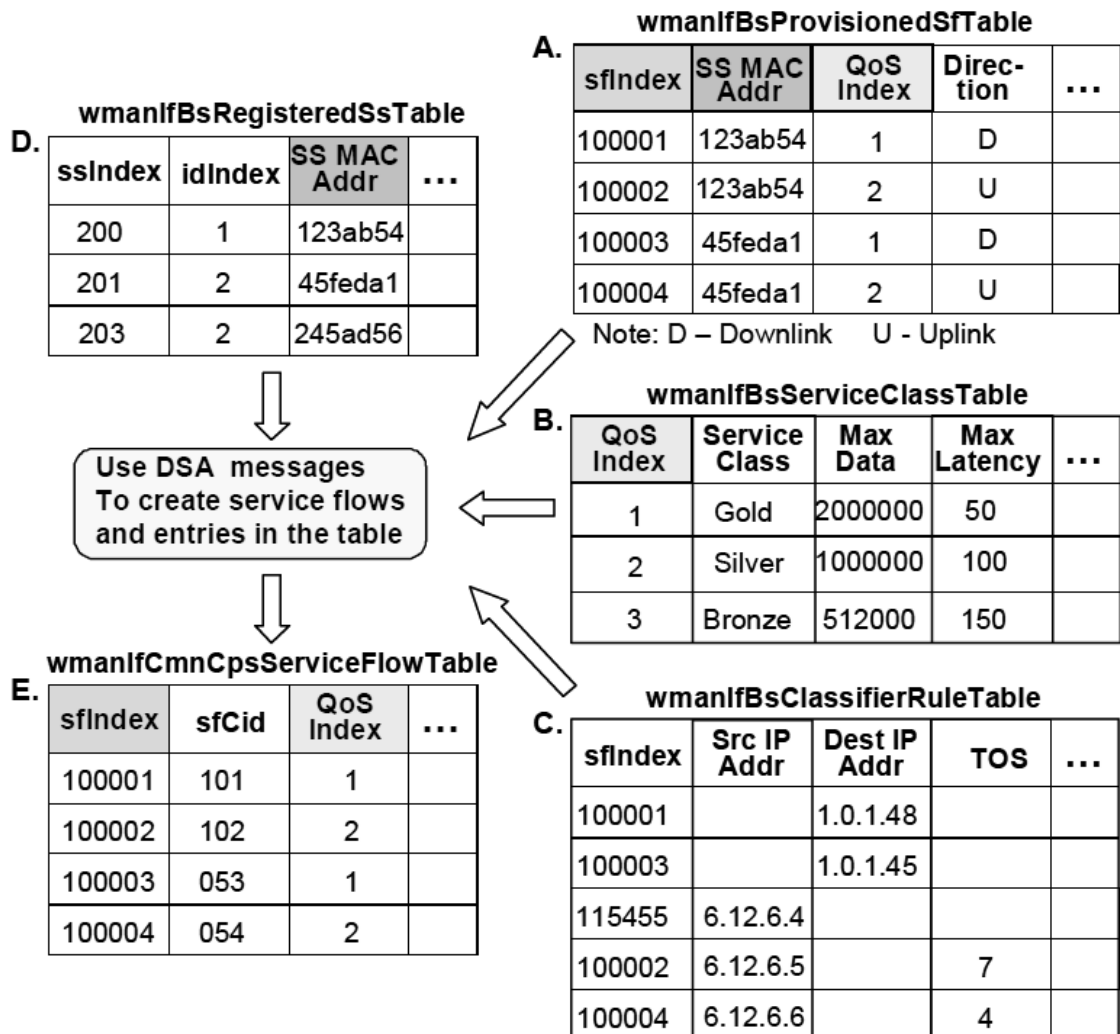 wmanIfBsProvisionedSfTable
A.
sfIndex SS MAC Addr QoS Index Direc-tion ...
100001 123ab54 1 D
100002 123ab54 2 U
100003 45feda1 1 D
100004 45feda1 2 U
Note: D – Downlink U - Uplink
wmanIfBsRegisteredSsTable
D.
ssIndex idIndex SS MAC Addr ...
200 1 123ab54
201 2 45feda1
203 2 245ad56
wmanIfBsServiceClassTable
B.
QoS Index Service Class Max Data Max Latency ...
1 Gold 2000000 50
2 Silver 1000000 100
3 Bronze 512000 150
Use DSA messages
To create service flows
and entries in the table
wmanIfCmnCpsServiceFlowTable
E.
sfIndex sfCid QoS Index ...
100001 101 1
100002 102 2
100003 053 1
100004 054 2
wmanIfBsClassifierRuleTable
C.
sfIndex Src IP Addr Dest IP Addr TOS ...
100001 1.0.1.48
100003 1.0.1.45
115455 6.12.6.4
100002 6.12.6.5 7
100004 6.12.6.6 4